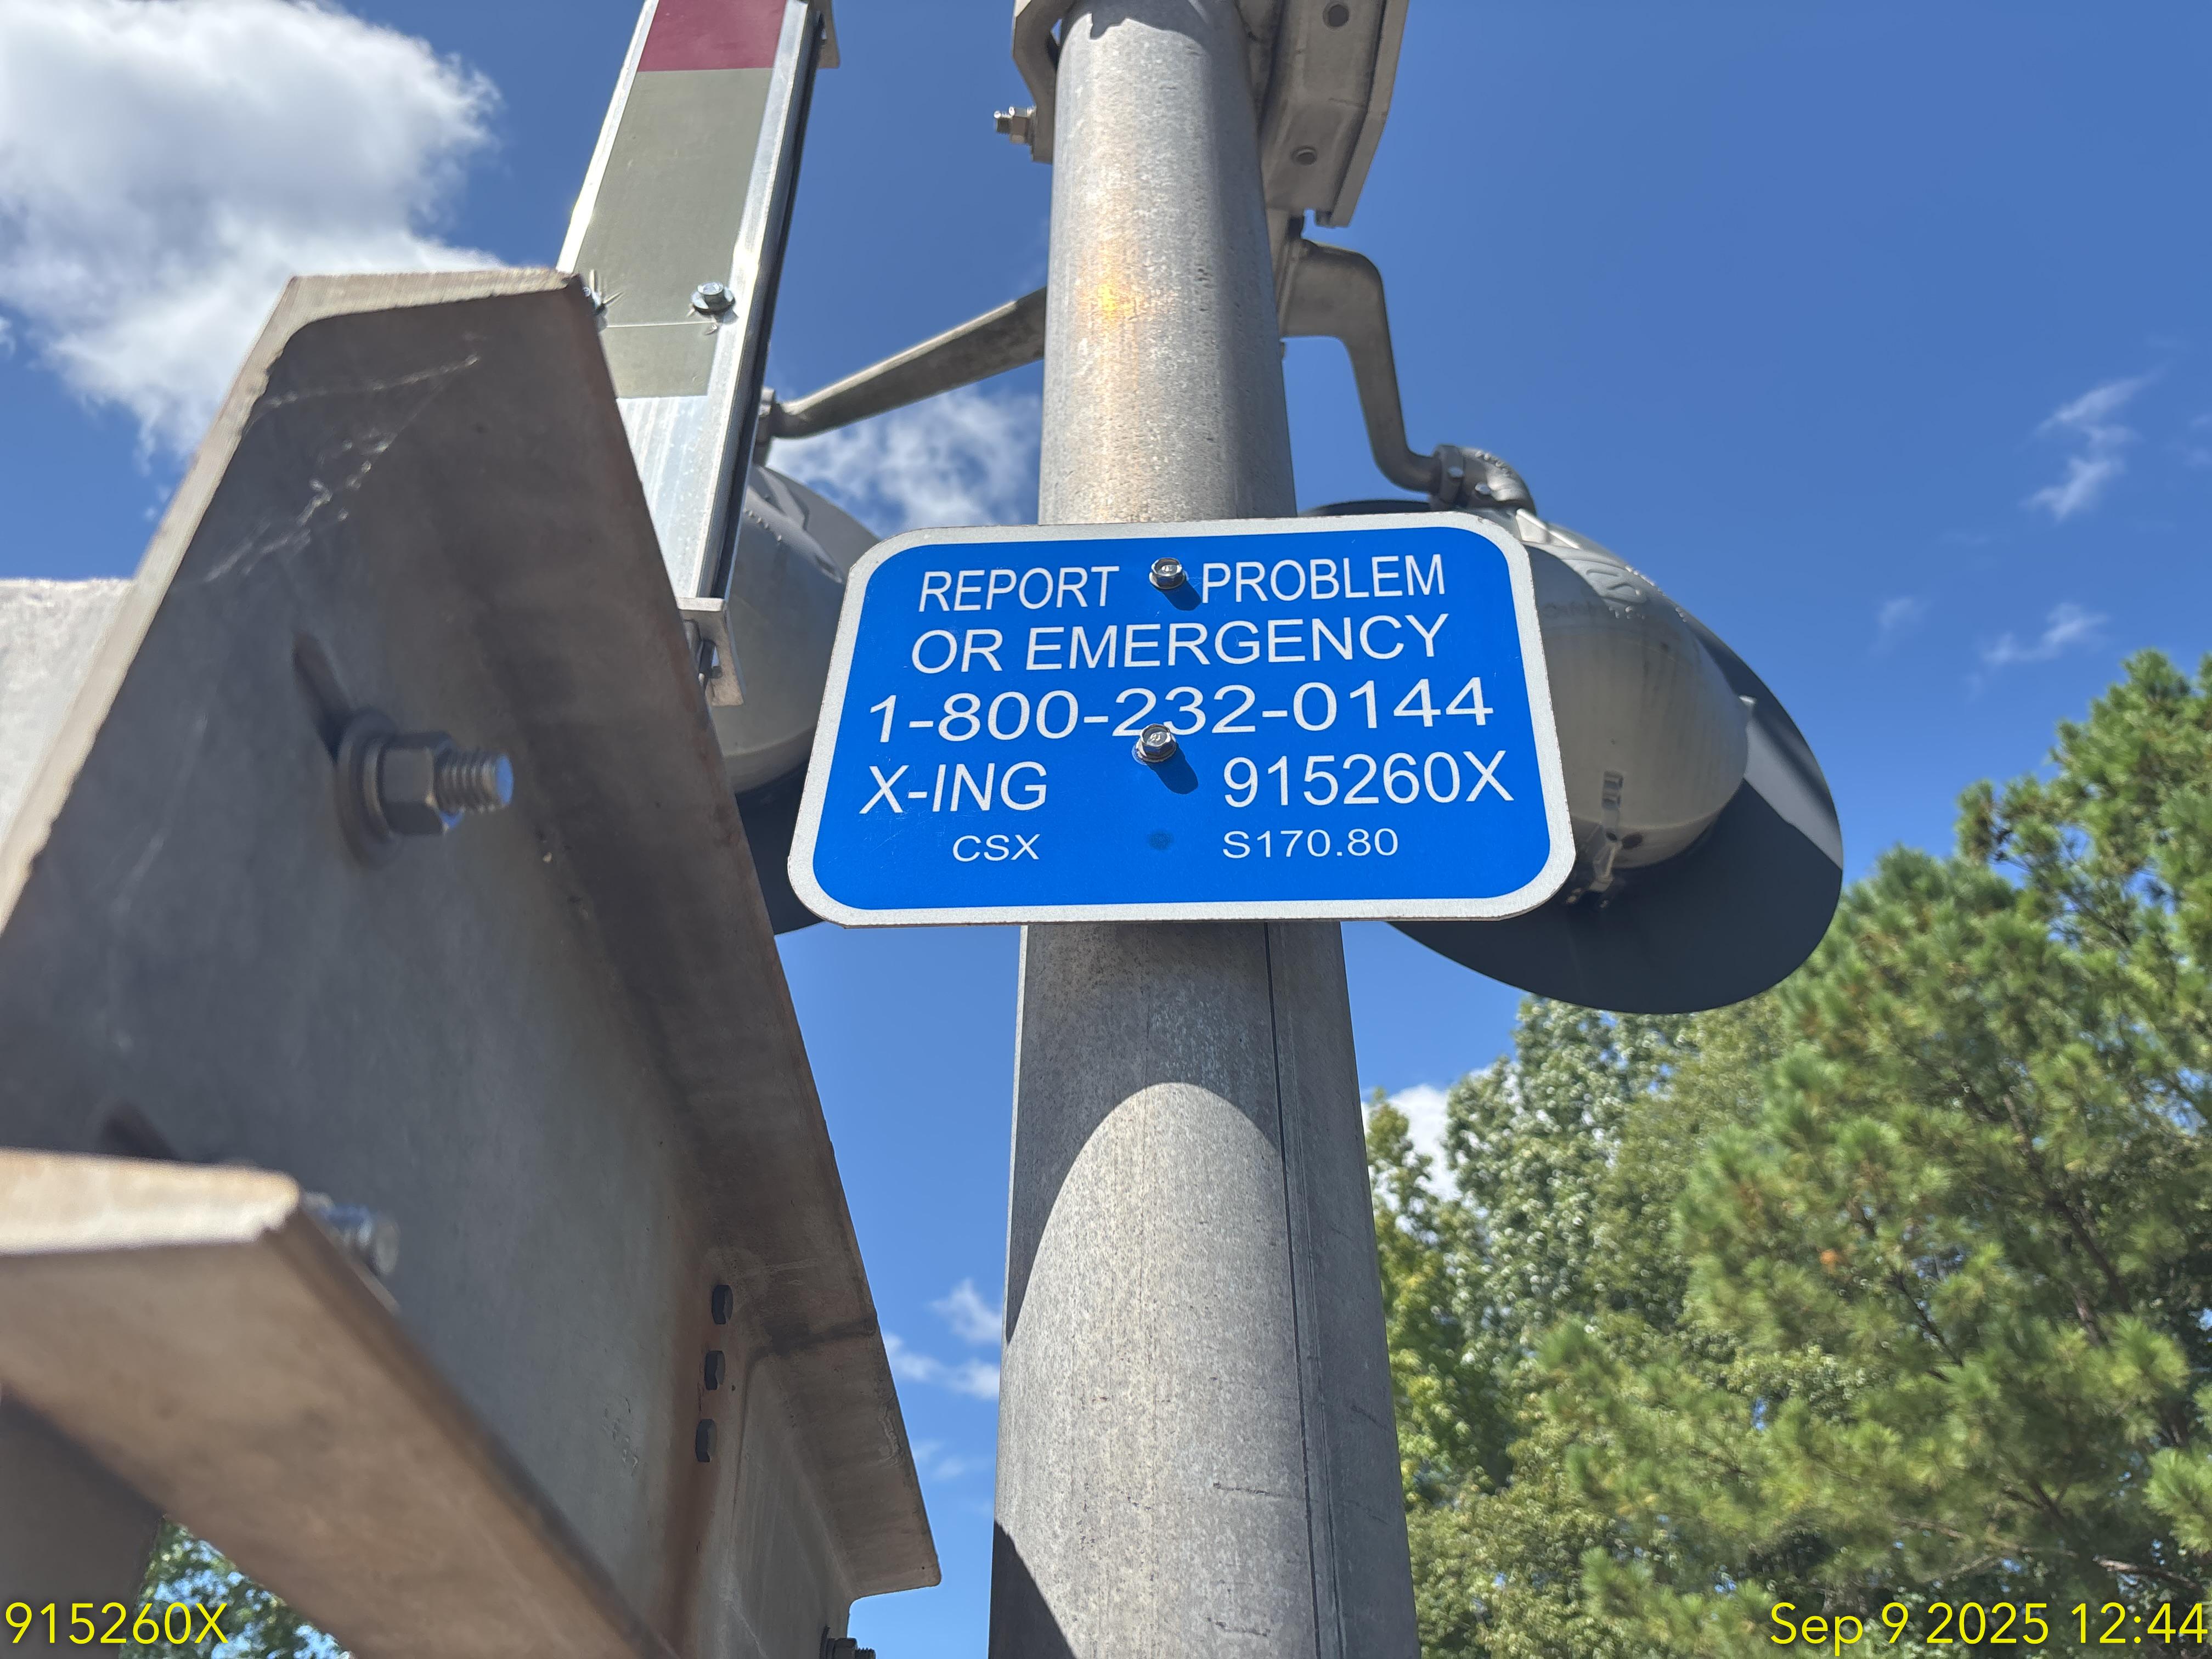 REPORT PROBLEM
OR EMERGENCY
1-800-232-0144
X-ING 915260X
CSX S170.80
915260X
Sep 9 2025 12:44